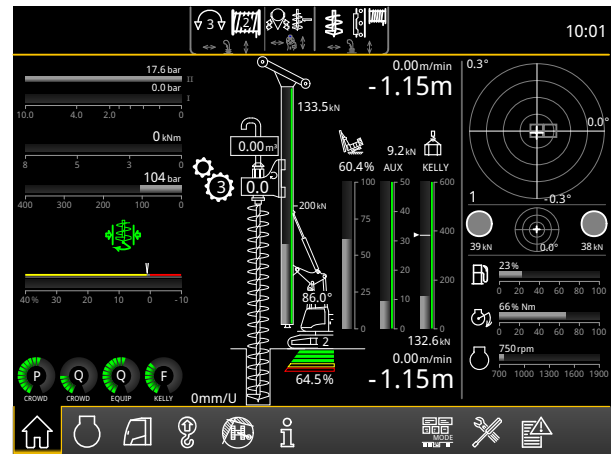 3 2
10:01
17.6 bar
II
0.0 bar
I
10.0 4.0 2.0 1.0 0
0 kNm
8 5 3 0
104 bar
400 300 200 100 0
40 % 30 20 10 0 -10
P Q Q F
CROWD CROWD EQUIP KELLY
0.00 m/min
-1.15m
133.5 kN
0.00 m³
3 0.0
200kN
86.0°
2
64.5%
0mm/U
60.4%
9.2 kN
AUX KELLY
100 50 600
75 40
30 400
50
20 200
25 10
0 0 0
132.6 kN
0.00 m/min
-1.15m
0.3°
0.0°
1
-0.3°
39 kN 0.0° 38 kN
23 %
0 20 40 60 80 100
66 % Nm
0 20 40 60 80 100
750 rpm
700 1000 1300 1600 1900
H
i
MODE